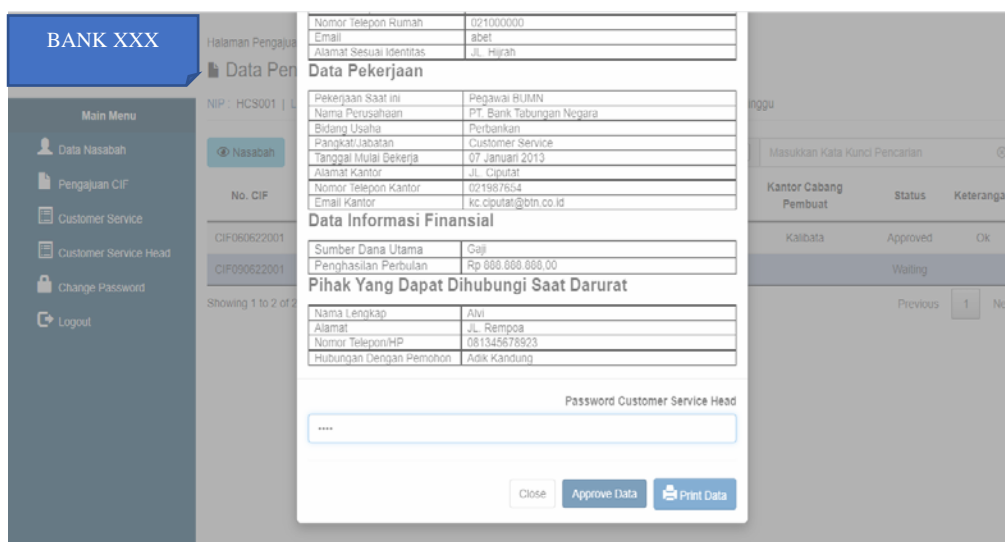 BANK XXX
Main Menu
Data Nasabah
Pengajuan CIF
Customer Service
Customer Service Head
Change Password
Logout
Halaman Pengajua
Data Pen
NIP : HCS001 | L
nggu
Nasabah
Masukkan Kata Kunci Pencarian
No. CIF
Kantor Cabang Pembuat
Status
Keteranga
CIF060622001
Kalibata
Approved
Ok
CIF090622001
Waiting
Showing 1 to 2 of 2
Previous
1
Ne
Nomor Telepon Rumah 021000000
Email abet
Alamat Sesuai Identitas JL. Hijrah
Data Pekerjaan
Pekerjaan Saat ini Pegawai BUMN
Nama Perusahaan PT. Bank Tabungan Negara
Bidang Usaha Perbankan
Pangkat/Jabatan Customer Service
Tanggal Mulai Bekerja 07 Januari 2013
Alamat Kantor JL. Ciputat
Nomor Telepon Kantor 021987654
Email Kantor kc.ciputat@btn.co.id
Data Informasi Finansial
Sumber Dana Utama Gaji
Penghasilan Perbulan Rp 888.888.888,00
Pihak Yang Dapat Dihubungi Saat Darurat
Nama Lengkap Alvi
Alamat JL. Rempoa
Nomor Telepon/HP 081345678923
Hubungan Dengan Pemohon Adik Kandung
Password Customer Service Head
....
Close
Approve Data
Print Data